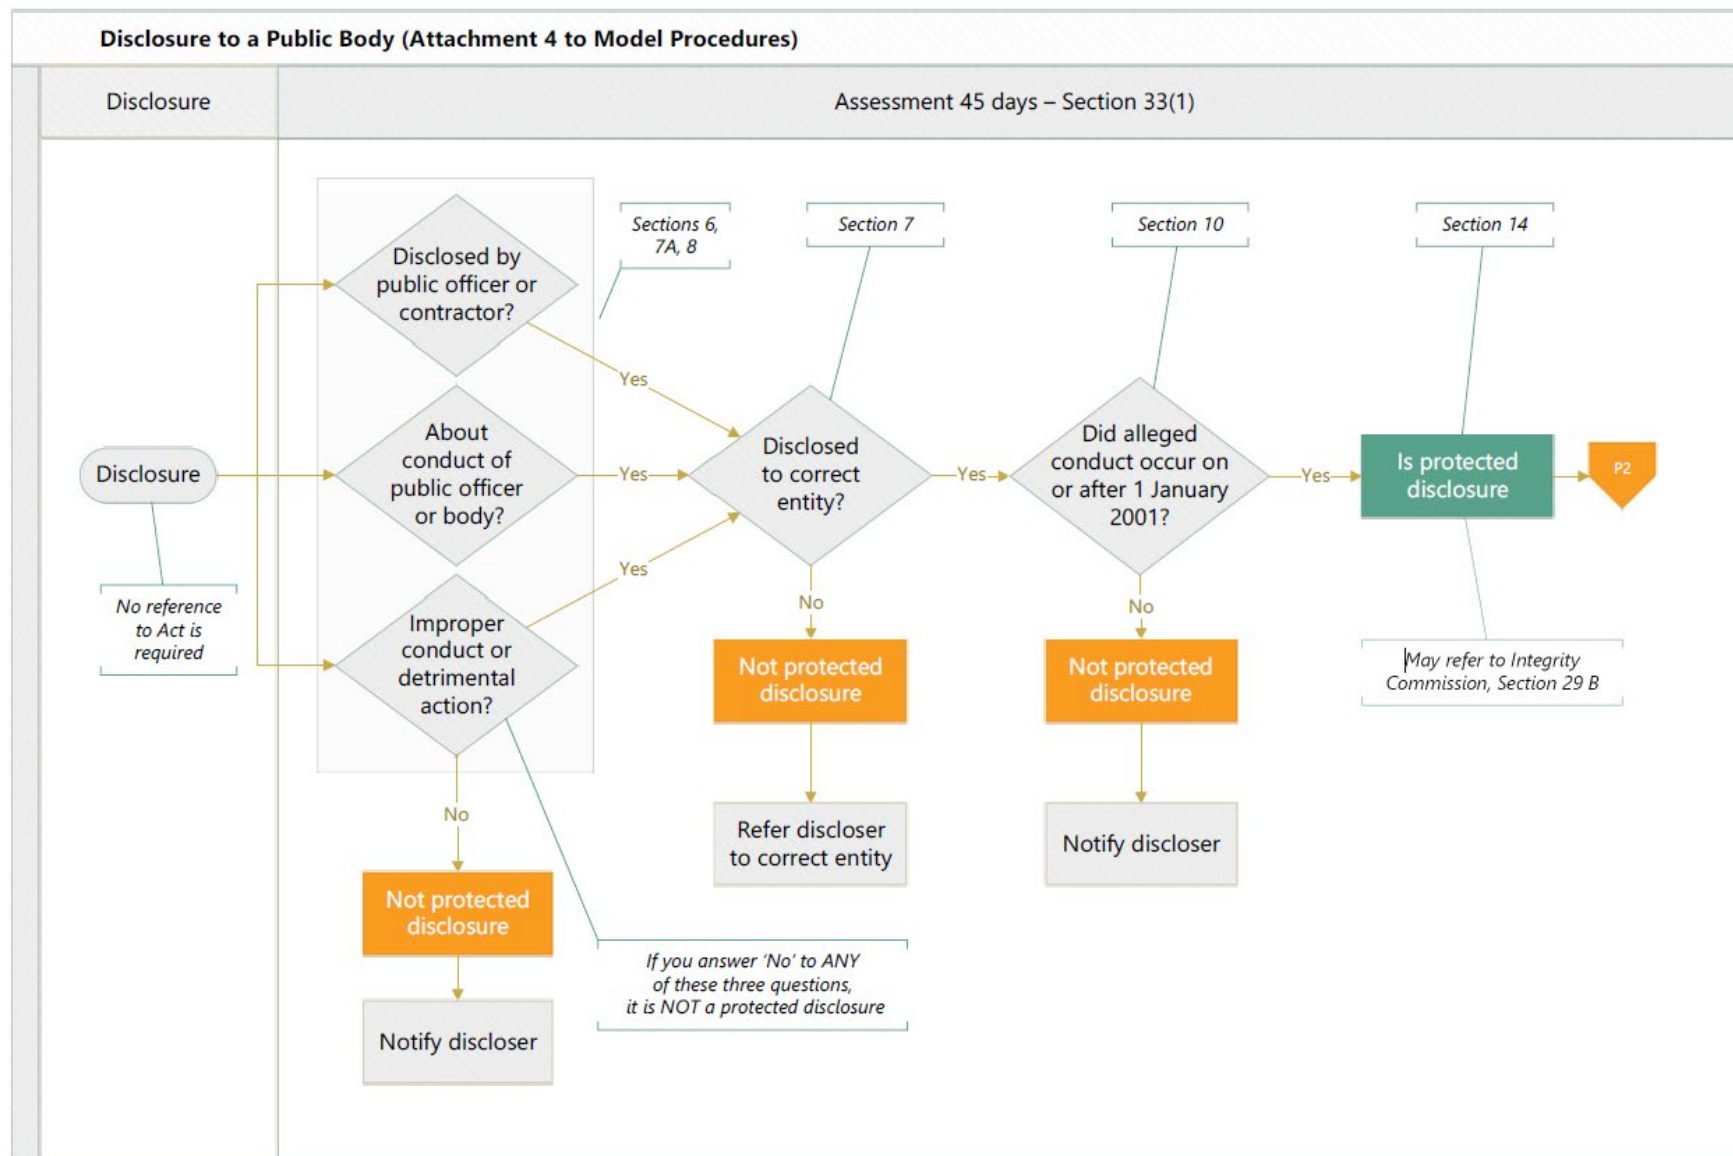 Disclosure to a Public Body (Attachment 4 to Model Procedures)
Disclosure
Assessment 45 days – Section 33(1)
Disclosed by
public officer or
contractor?
Sections 6,
7A, 8
Section 7
Section 10
Section 14
Yes
About
conduct of
public officer
or body?
Disclosure
Yes
Disclosed
to correct
entity?
Yes
Did alleged
conduct occur on
or after 1 January
2001?
Yes
Is protected
disclosure
P2
No reference
to Act is
required
Improper
conduct or
detrimental
action?
Yes
No
No
Not protected
disclosure
Not protected
disclosure
May refer to Integrity
Commission, Section 29 B
No
Refer discloser
to correct entity
Notify discloser
Not protected
disclosure
If you answer ‘No’ to ANY
of these three questions,
it is NOT a protected disclosure
Notify discloser